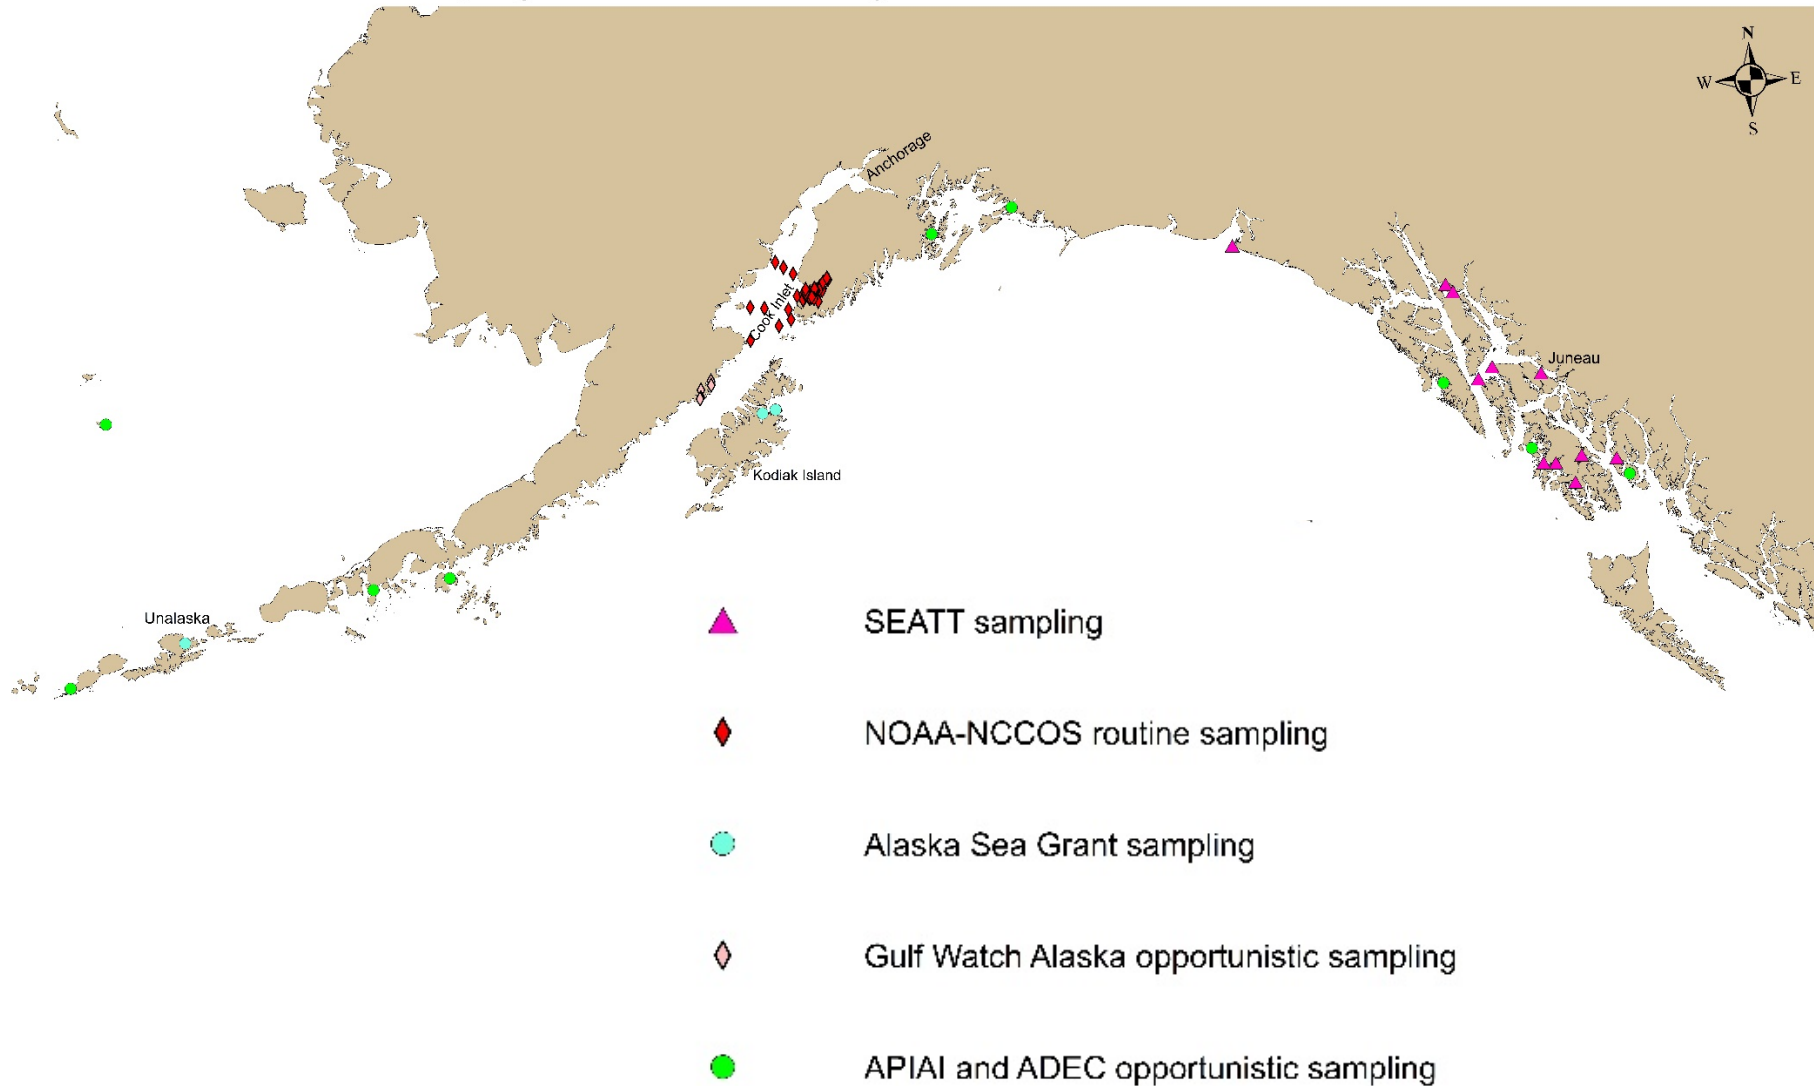 N
W E
S
Anchorage
Cook Inlet
Juneau
Kodiak Island
Unalaska
SEATT sampling
NOAA-NCCOS routine sampling
Alaska Sea Grant sampling
Gulf Watch Alaska opportunistic sampling
APIAI and ADEC opportunistic sampling